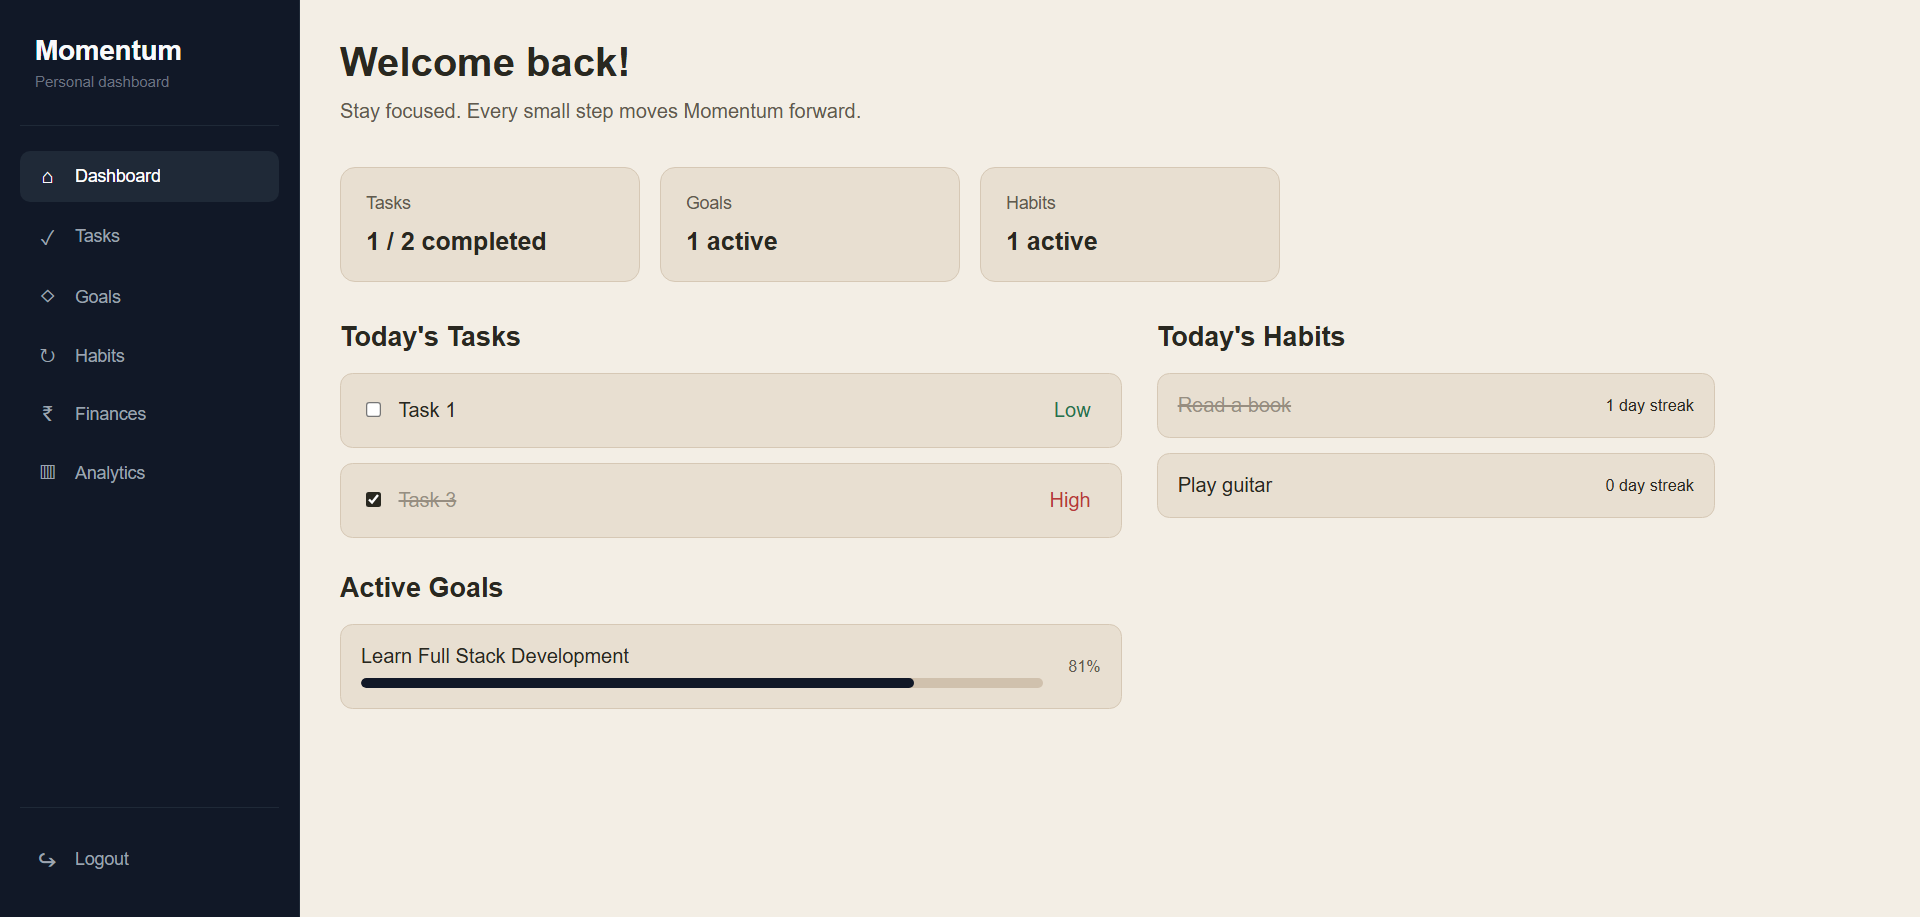 Momentum
Personal dashboard
Dashboard
Tasks
Goals
Habits
₹ Finances
Analytics
Logout
Welcome back!
Stay focused. Every small step moves Momentum forward.
Tasks
1 / 2 completed
Goals
1 active
Habits
1 active
Today's Tasks
Task 1 Low
Task 3 High
Active Goals
Learn Full Stack Development
81%
Today's Habits
Read a book 1 day streak
Play guitar 0 day streak